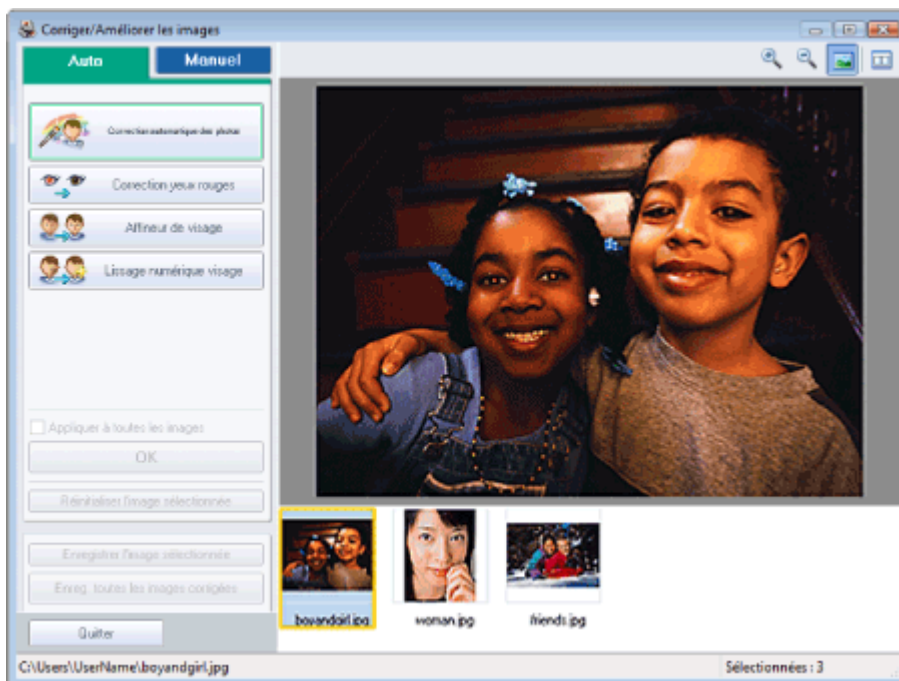 Corriger/Améliorer les images
Auto
Manuel
Correction automatique des photos
Correction yeux rouges
Affineur de visage
Lissage numérique visage
Appliquer à toutes les images
OK
Réinitialiser l'image sélectionnée
Enregistrer l'image sélectionnée
Enreg. toutes les images corrigées
Quitter
boyandgirl.jpg
woman.jpg
friends.jpg
C:\Users\UserName\boyandgirl.jpg
Sélectionnées : 3